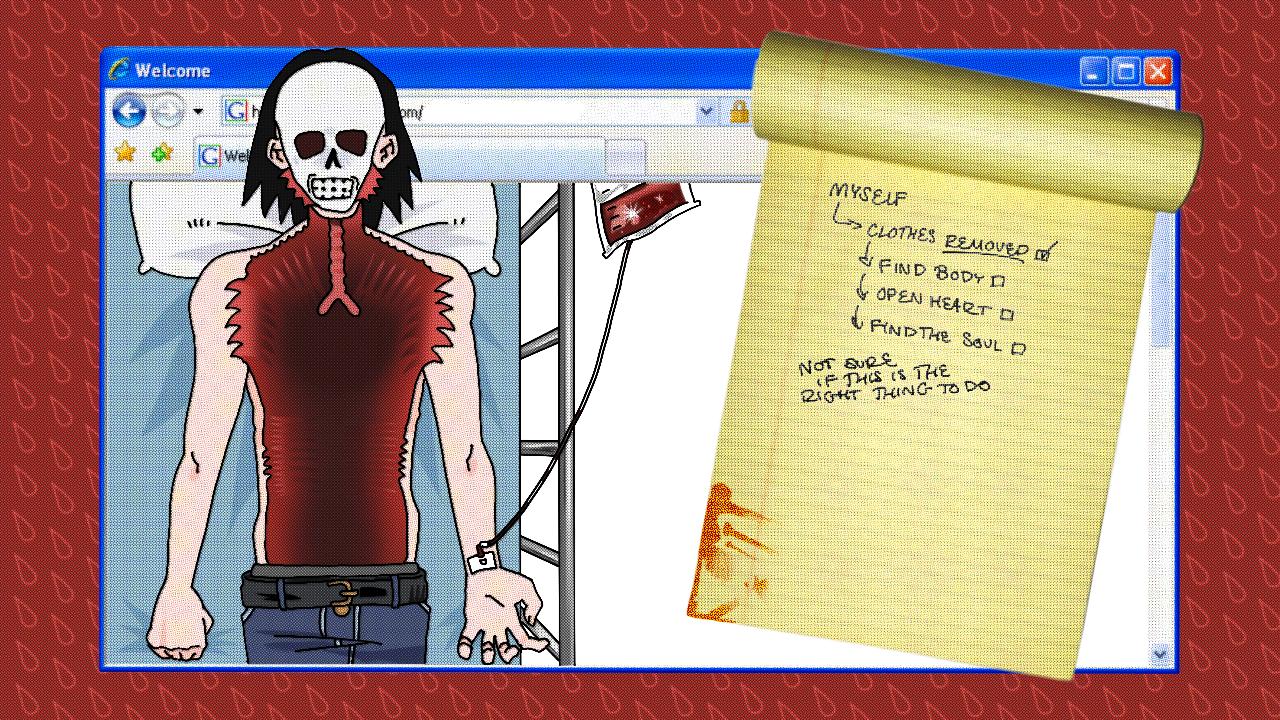 Welcome
om/
Wel
MYSELF
CLOTHES REMOVED
FIND BODY
OPEN HEART
FIND THE SOUL
NOT SURE
IF THIS IS THE
RIGHT THING TO DO